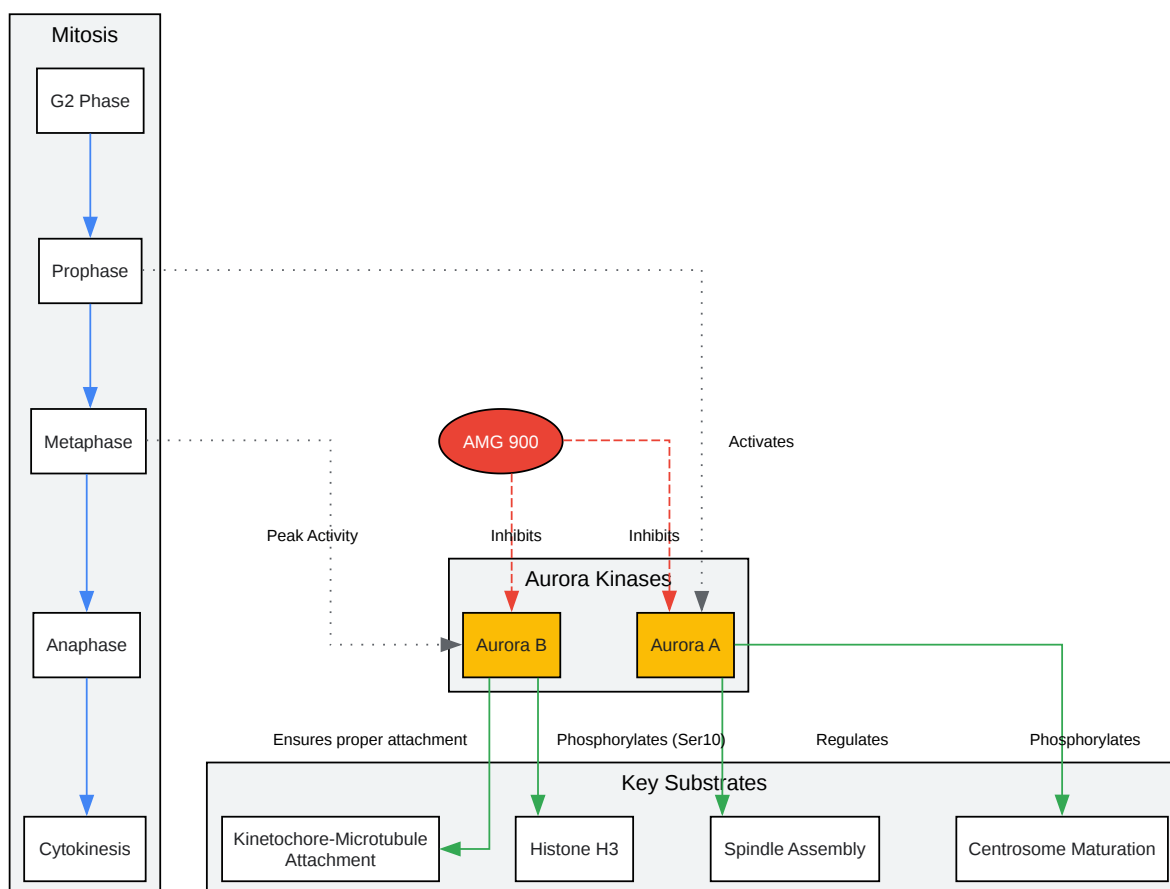 Mitosis
G2 Phase
Prophase
Metaphase
AMG 900
Activates
Peak Activity
Inhibits
Inhibits
Aurora Kinases
Anaphase
Aurora B
Aurora A
Ensures proper attachment
Phosphorylates (Ser10)
Regulates
Phosphorylates
Key Substrates
Cytokinesis
Kinetochore-Microtubule
Attachment
Histone H3
Spindle Assembly
Centrosome Maturation